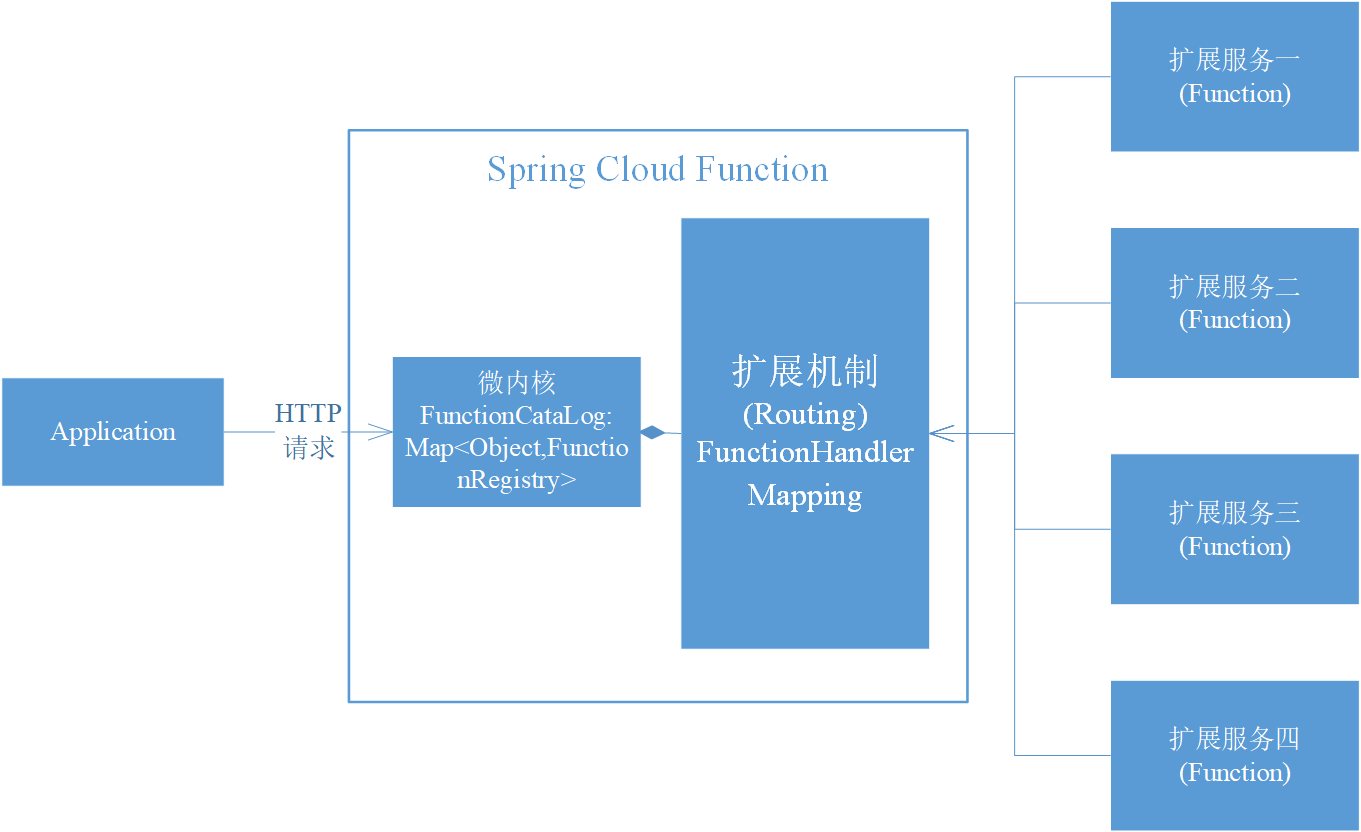 Spring Cloud Function
Application
HTTP
请求
微内核
FunctionCataLog:
Map<Object,Functio
nRegistry>
扩展机制
(Routing)
FunctionHandler
Mapping
扩展服务一
(Function)
扩展服务二
(Function)
扩展服务三
(Function)
扩展服务四
(Function)